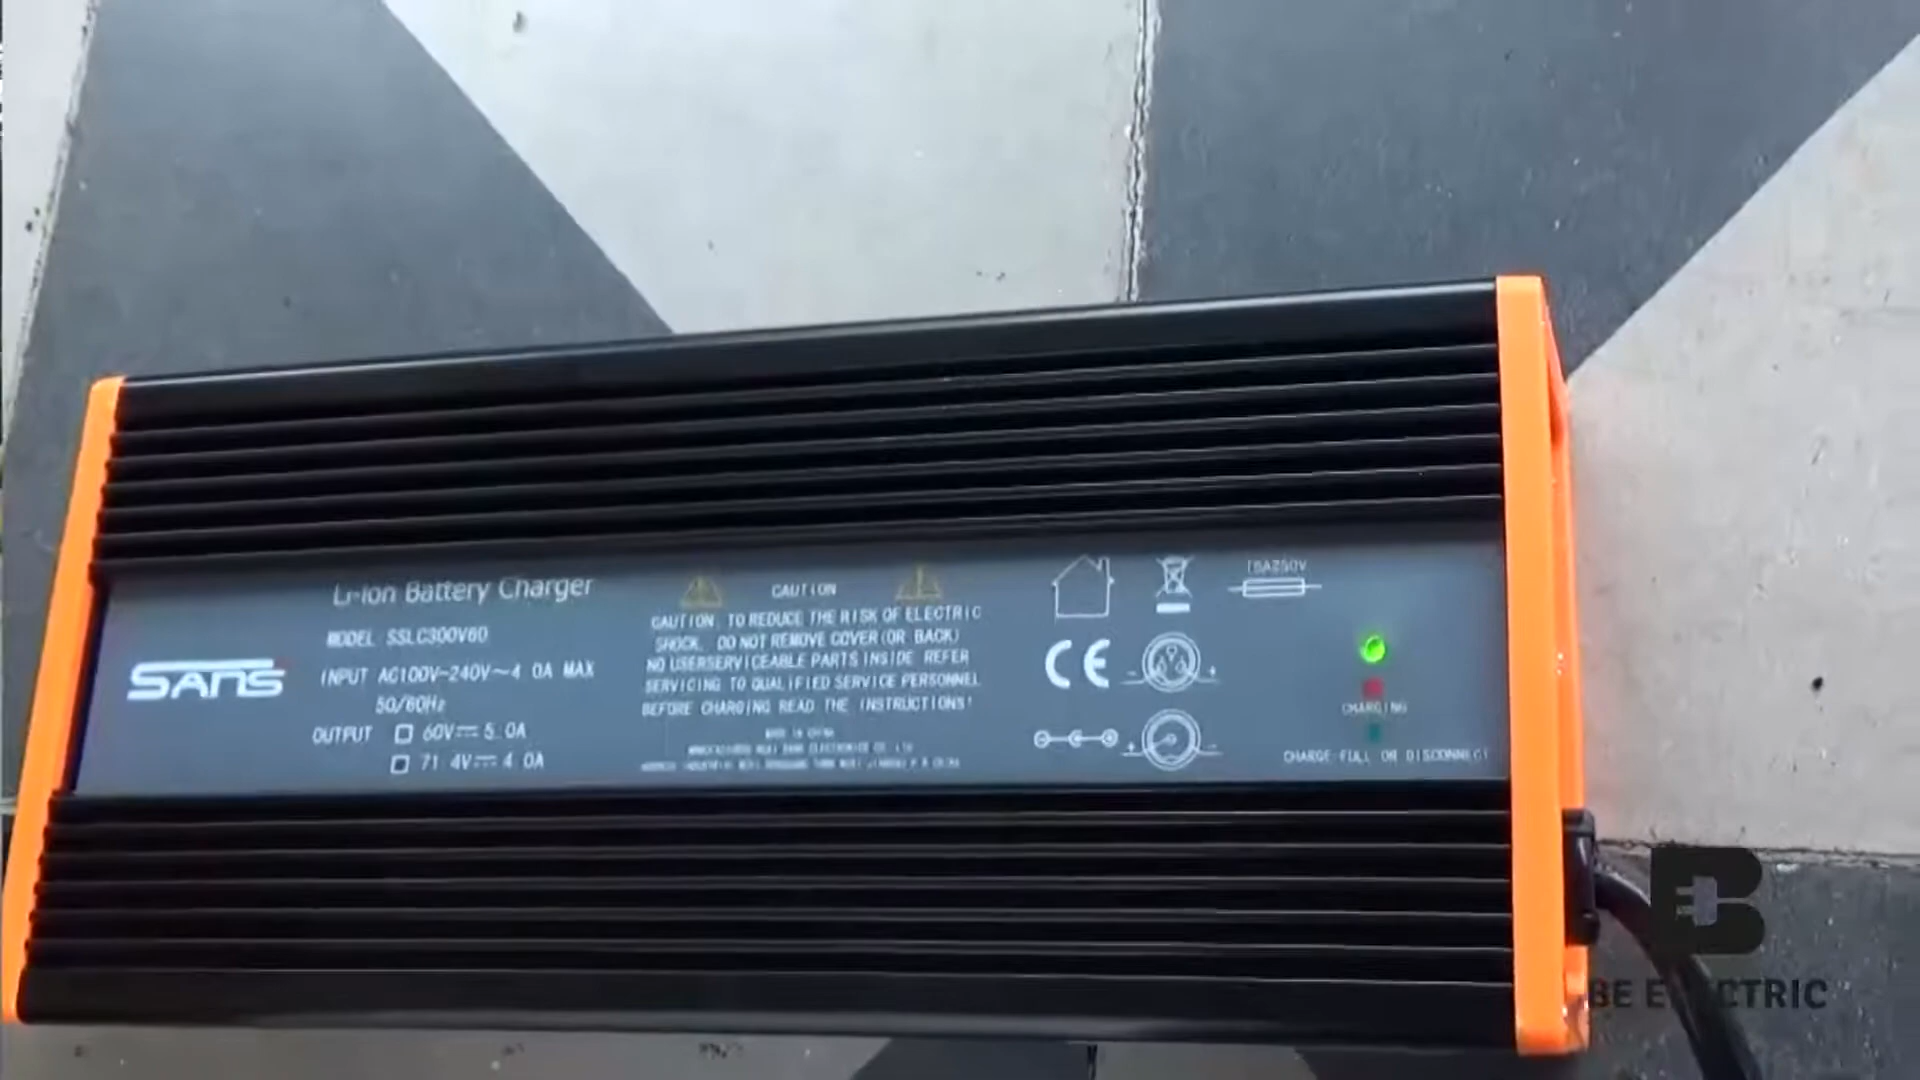 Li-Ion Battery Charger
MODEL SSLC300V60
SANS
INPUT AC100V-240V~4.0A MAX
50/60Hz
OUTPUT 60V 5.0A
71.4V 4.0A
CAUTION
CAUTION. TO REDUCE THE RISK OF ELECTRIC
SHOCK. DO NOT REMOVE COVER (OR BACK)
NO USERSERVICEABLE PARTS INSIDE REFER
SERVICING TO QUALIFIED SERVICE PERSONNEL
BEFORE CHARGING READ THE INSTRUCTIONS!
MADE IN CHINA
CE
- +
+ -
CHARGING
CHARGE FULL OR DISCONNECT
BE ELECTRIC